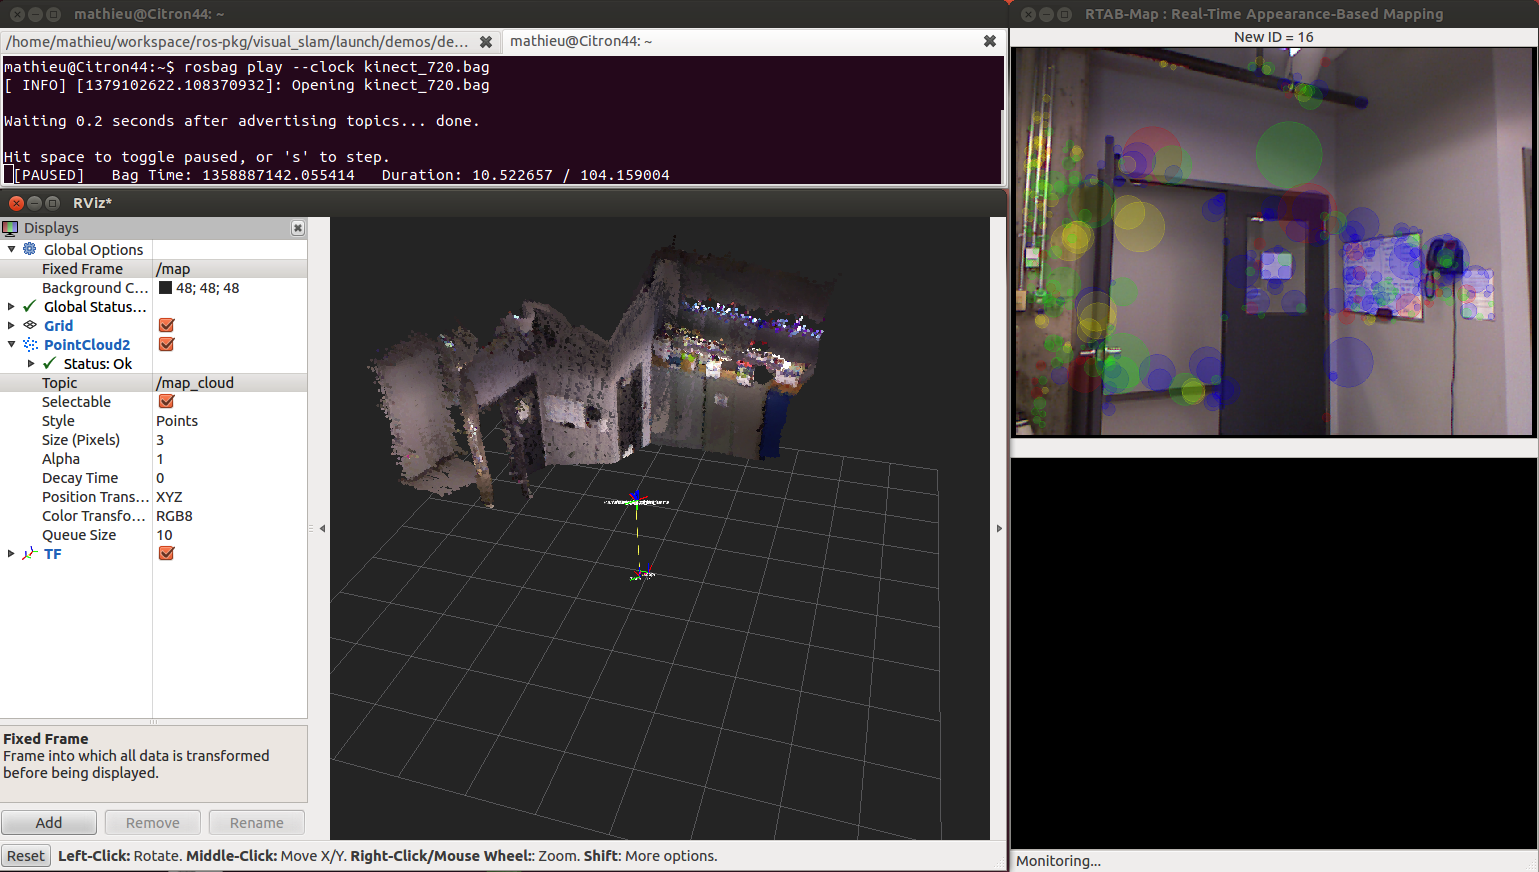 mathieu@Citron44: ~
/home/mathieu/workspace/ros-pkg/visual_slam/launch/demos/de...
mathieu@Citron44: ~
mathieu@Citron44:~$ rosbag play --clock kinect_720.bag
[ INFO] [1379102622.108370932]: Opening kinect_720.bag
Waiting 0.2 seconds after advertising topics... done.
Hit space to toggle paused, or 's' to step.
[PAUSED]   Bag Time: 1358887142.055414   Duration: 10.522657 / 104.159004
RViz*
Displays
Global Options
Fixed Frame /map
Background C... 48; 48; 48
Global Status...
Grid
PointCloud2
Status: Ok
Topic /map_cloud
Selectable
Style Points
Size (Pixels) 3
Alpha 1
Decay Time 0
Position Trans... XYZ
Color Transfo... RGB8
Queue Size 10
TF
Fixed Frame
Frame into which all data is transformed
before being displayed.
Add
Remove
Rename
Reset
Left-Click: Rotate. Middle-Click: Move X/Y. Right-Click/Mouse Wheel:: Zoom. Shift: More options.
RTAB-Map : Real-Time Appearance-Based Mapping
New ID = 16
Monitoring...